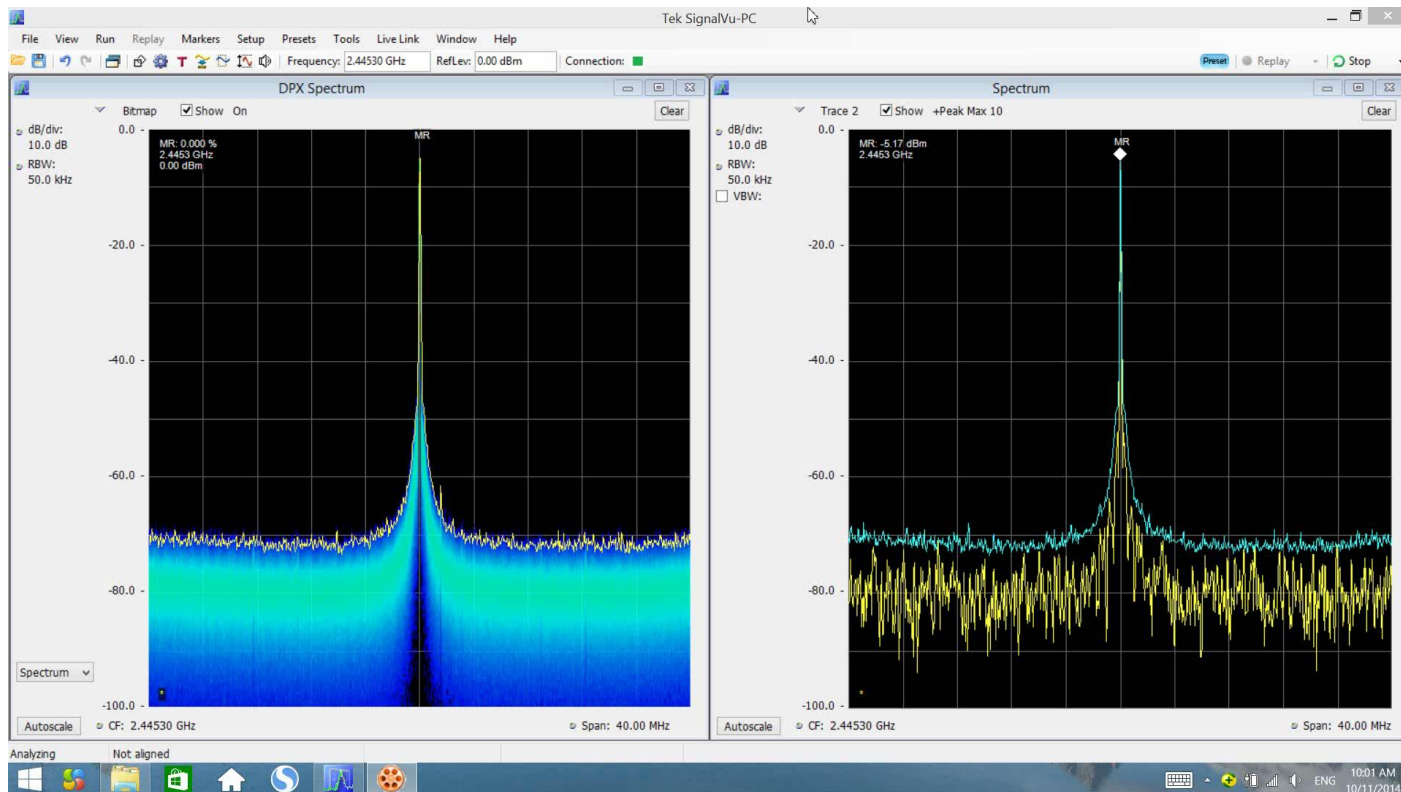 Tek SignalVu-PC
File View Run Replay Markers Setup Presets Tools Live Link Window Help
T Frequency: 2.44530 GHz RefLev: 0.00 dBm Connection: Preset Replay Stop
DPX Spectrum
Bitmap Show On Clear
dB/div:
10.0 dB
RBW:
50.0 kHz
0.0 -
-20.0 -
-40.0 -
-60.0 -
-80.0 -
-100.0 -
MR: 0.000 %
2.4453 GHz
0.00 dBm
MR
Spectrum
Autoscale CF: 2.44530 GHz Span: 40.00 MHz
Spectrum
Trace 2 Show +Peak Max 10 Clear
dB/div:
10.0 dB
RBW:
50.0 kHz
VBW:
0.0 -
-20.0 -
-40.0 -
-60.0 -
-80.0 -
-100.0 -
MR: -5.17 dBm
2.4453 GHz
MR
Autoscale CF: 2.44530 GHz Span: 40.00 MHz
Analyzing Not aligned
ENG 10:01 AM
10/11/2014